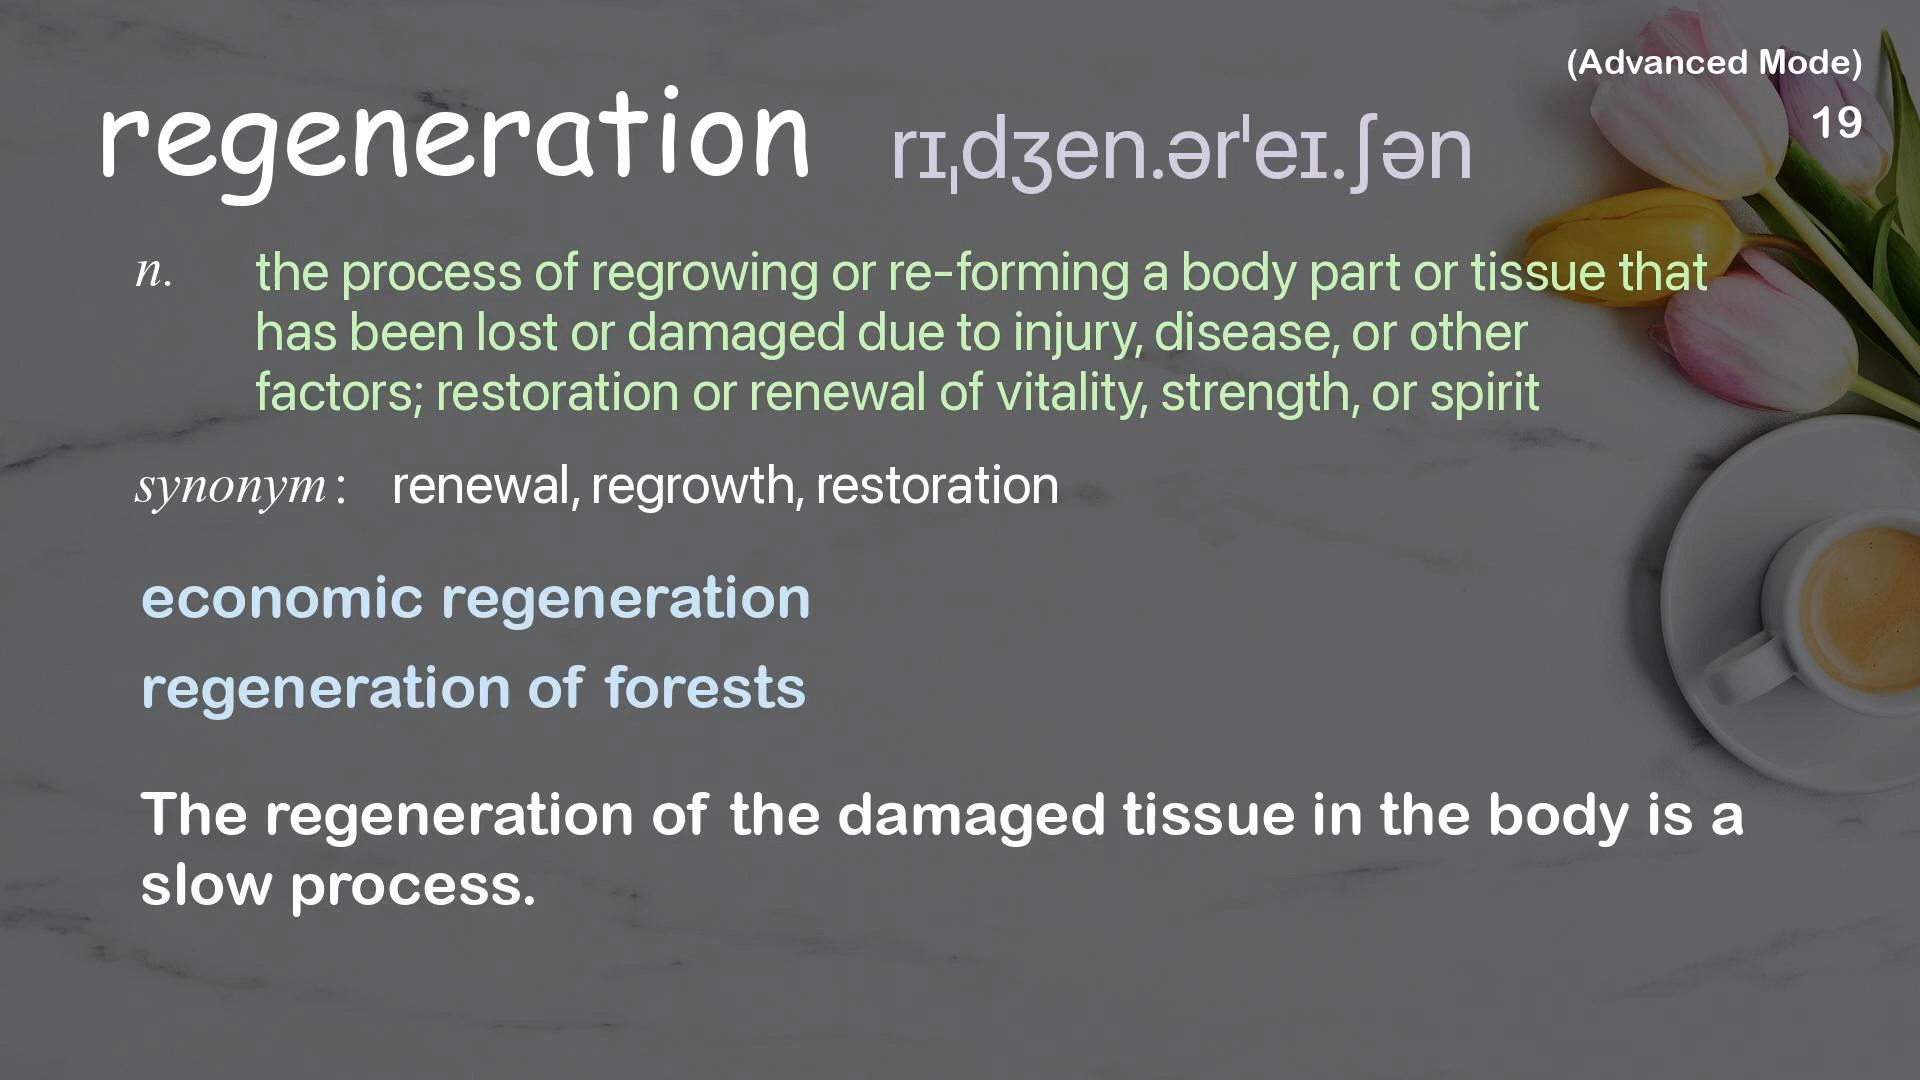 (Advanced Mode)
19
regeneration rɪˌdʒen.ərˈeɪ.ʃən
n. the process of regrowing or re-forming a body part or tissue that
has been lost or damaged due to injury, disease, or other
factors; restoration or renewal of vitality, strength, or spirit
synonym: renewal, regrowth, restoration
economic regeneration
regeneration of forests
The regeneration of the damaged tissue in the body is a
slow process.